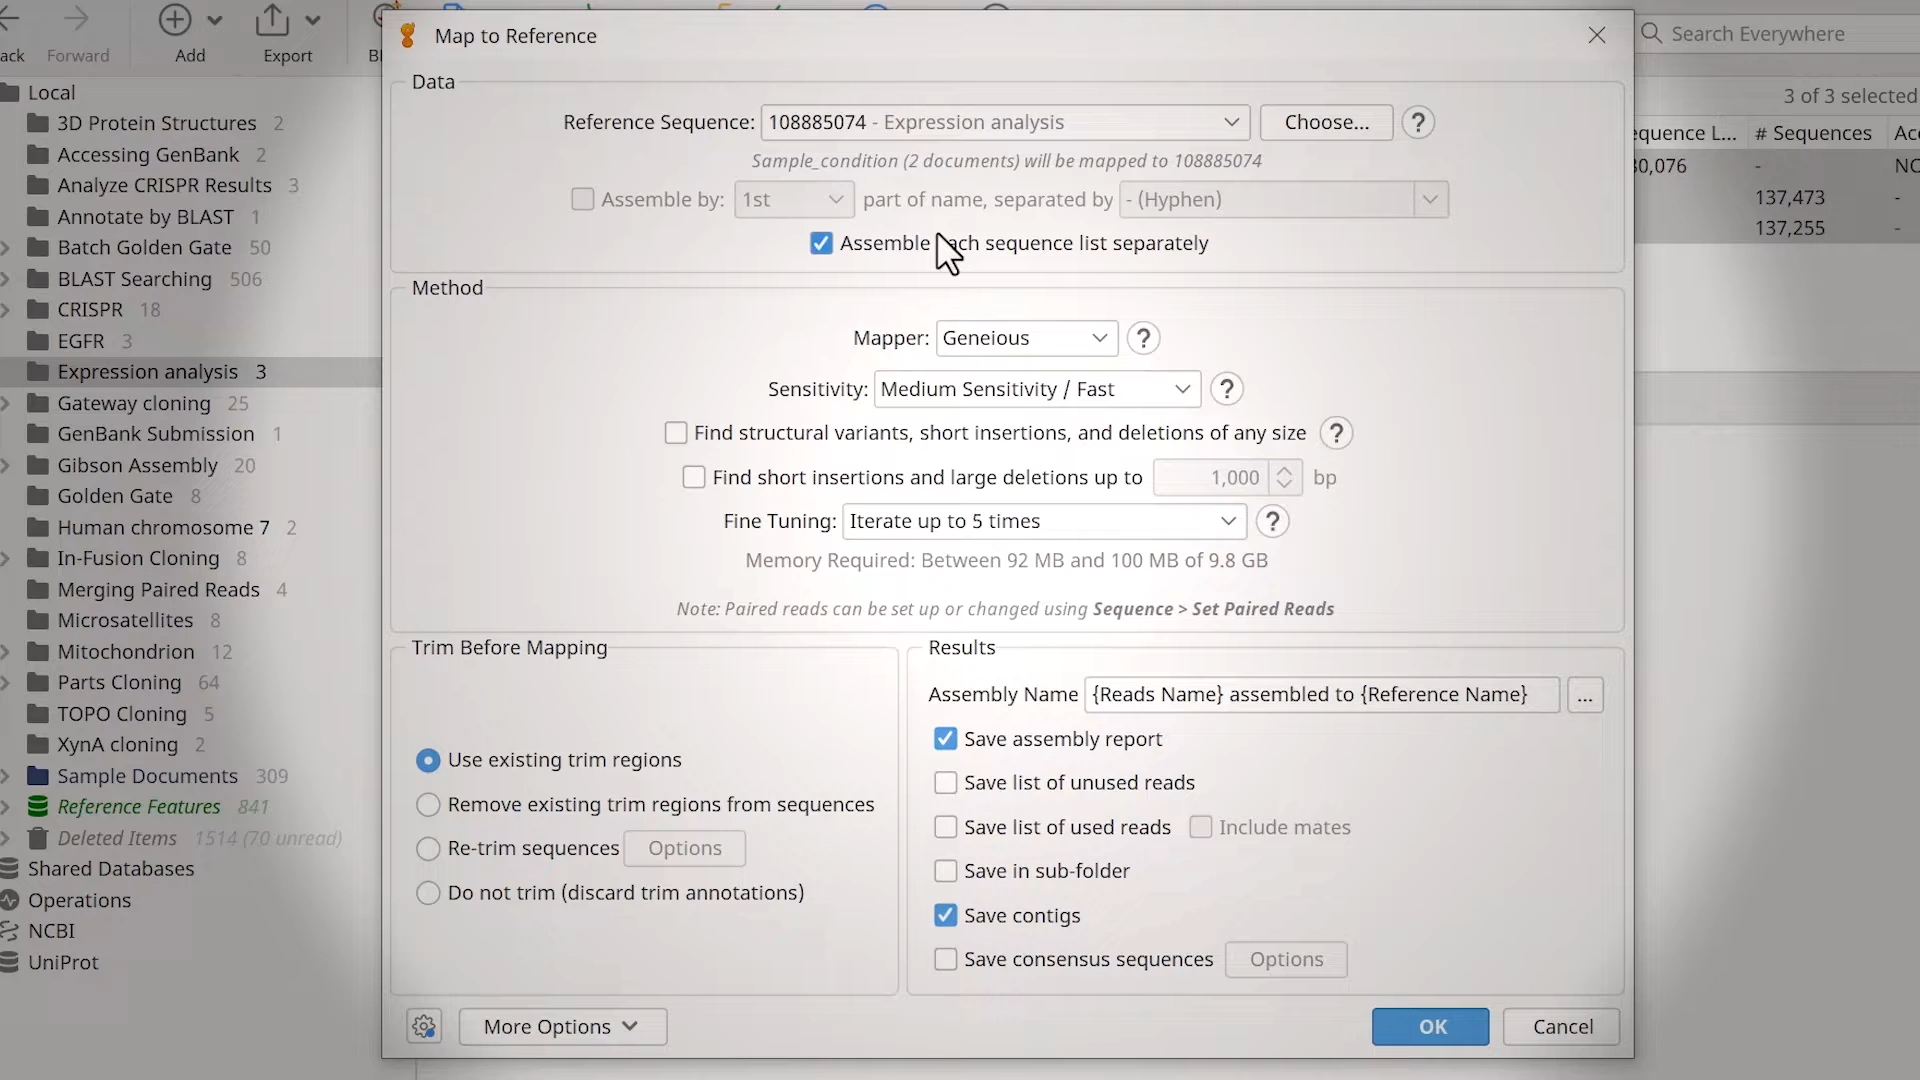 ack
Forward
Add
Export
Map to Reference
Search Everywhere
Local
3D Protein Structures 2
Accessing GenBank 2
Analyze CRISPR Results 3
Annotate by BLAST 1
Batch Golden Gate 50
BLAST Searching 506
CRISPR 18
EGFR 3
Expression analysis 3
Gateway cloning 25
GenBank Submission 1
Gibson Assembly 20
Golden Gate 8
Human chromosome 7 2
In-Fusion Cloning 8
Merging Paired Reads 4
Microsatellites 8
Mitochondrion 12
Parts Cloning 64
TOPO Cloning 5
XynA cloning 2
Sample Documents 309
Reference Features 841
Deleted Items 1514 (70 unread)
Shared Databases
Operations
NCBI
UniProt
Data
Reference Sequence: 108885074 - Expression analysis Choose... ?
Sample_condition (2 documents) will be mapped to 108885074
Assemble by: 1st part of name, separated by - (Hyphen)
Assemble each sequence list separately
Method
Mapper: Geneious ?
Sensitivity: Medium Sensitivity / Fast ?
Find structural variants, short insertions, and deletions of any size ?
Find short insertions and large deletions up to 1,000 bp
Fine Tuning: Iterate up to 5 times ?
Memory Required: Between 92 MB and 100 MB of 9.8 GB
Note: Paired reads can be set up or changed using Sequence > Set Paired Reads
Trim Before Mapping
Use existing trim regions
Remove existing trim regions from sequences
Re-trim sequences Options
Do not trim (discard trim annotations)
Results
Assembly Name {Reads Name} assembled to {Reference Name} ...
Save assembly report
Save list of unused reads
Save list of used reads Include mates
Save in sub-folder
Save contigs
Save consensus sequences Options
More Options
OK
Cancel
3 of 3 selected
equence L... # Sequences Acc
30,076 - NC
137,473 -
137,255 -